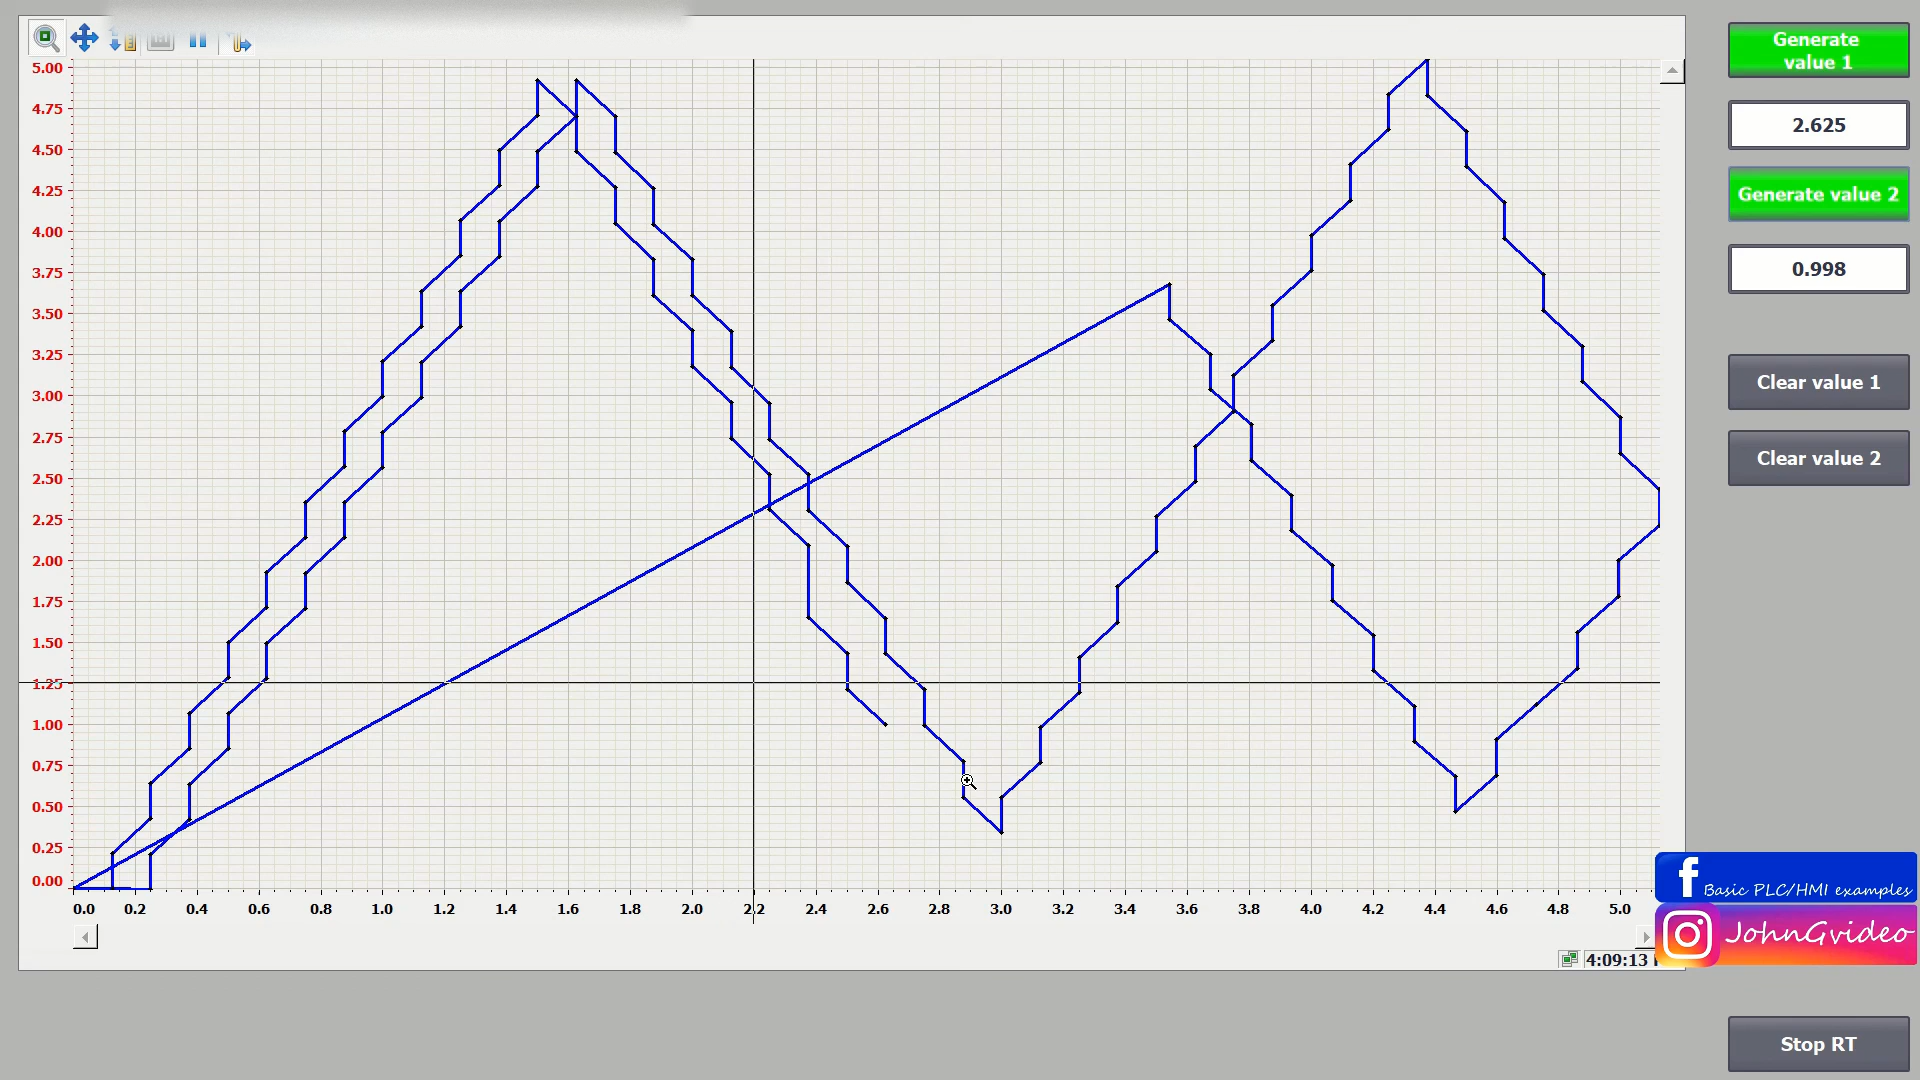 5.00
4.75
4.50
4.25
4.00
3.75
3.50
3.25
3.00
2.75
2.50
2.25
2.00
1.75
1.50
1.25
1.00
0.75
0.50
0.25
0.00
0.0 0.2 0.4 0.6 0.8 1.0 1.2 1.4 1.6 1.8 2.0 2.2 2.4 2.6 2.8 3.0 3.2 3.4 3.6 3.8 4.0 4.2 4.4 4.6 4.8 5.0
4:09:13
Generate
value 1
2.625
Generate value 2
0.998
Clear value 1
Clear value 2
f Basic PLC/HMI examples
JohnGvideo
Stop RT